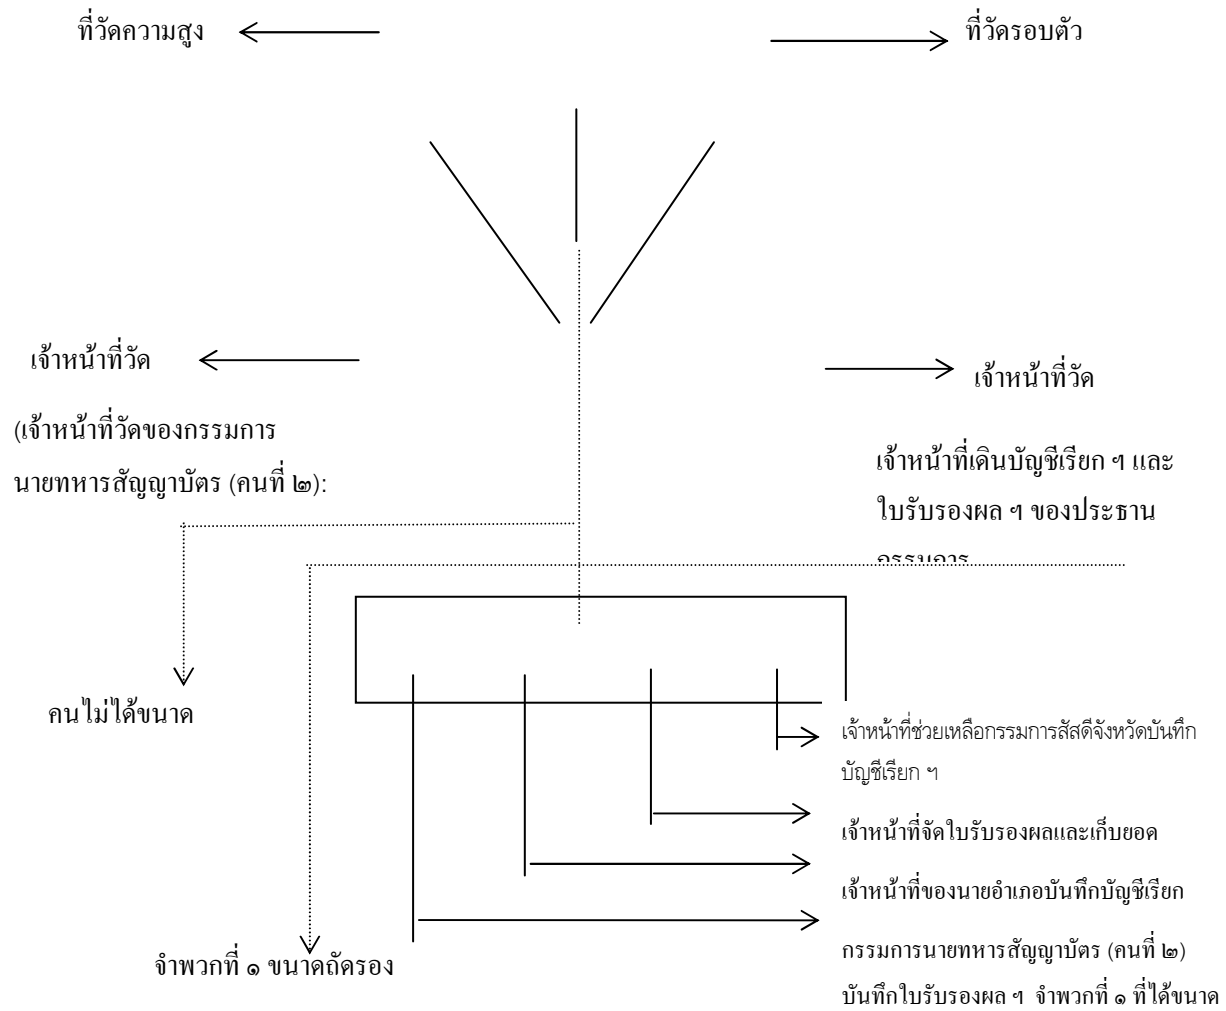 ที่วัดความสูง
ที่วัดรอบตัว
เจ้าหน้าที่วัด
เจ้าหน้าที่วัด
(เจ้าหน้าที่วัดของกรรมการ
นายทหารสัญญาบัตร (คนที่ ๒):
เจ้าหน้าที่เดินบัญชีเรียก ฯ และ
ใบรับรองผล ฯ ของประธาน
กรรมการ
คนไม่ได้ขนาด
เจ้าหน้าที่ช่วยเหลือกรรมการสัสดีจังหวัดบันทึก
บัญชีเรียก ฯ
เจ้าหน้าที่จัดใบรับรองผลและเก็บยอด
เจ้าหน้าที่ของนายอำเภอบันทึกบัญชีเรียก
กรรมการนายทหารสัญญาบัตร (คนที่ ๒)
บันทึกใบรับรองผล ฯ จำพวกที่ ๑ ที่ได้ขนาด
จำพวกที่ ๑ ขนาดถัดรอง